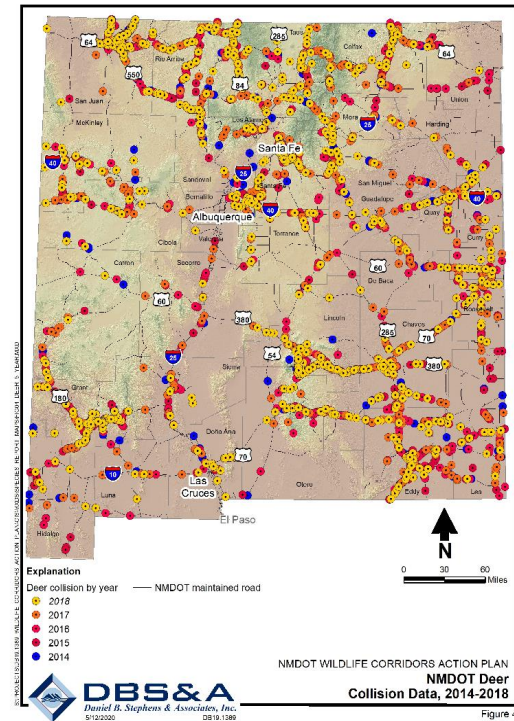 64
285
Taos
Colfax
64
Rio Arriba
550
84
Union
San Juan
McKinley
Los Alamos
Mora
25
Harding
Santa Fe
40
Sandoval
25
San Miguel
Bernalillo
40
Guadalupe
Quay
40
Albuquerque
Cibola
Valencia
Torrance
Curry
Catron
Socorro
60
De Baca
60
Roosevelt
380
Lincoln
285
Chaves
70
25
54
380
Sierra
180
Grant
Doña Ana
70
10
Las
Cruces
Luna
Otero
Eddy
Lea
El Paso
Hidalgo
N
0 30 60
Miles
Explanation
Deer collision by year
NMDOT maintained road
2018
2017
2016
2015
2014
NMDOT WILDLIFE CORRIDORS ACTION PLAN
NMDOT Deer
Collision Data, 2014-2018
DBS&A
Daniel B. Stephens & Associates, Inc.
5/12/2020 DB19.1389
Figure 4